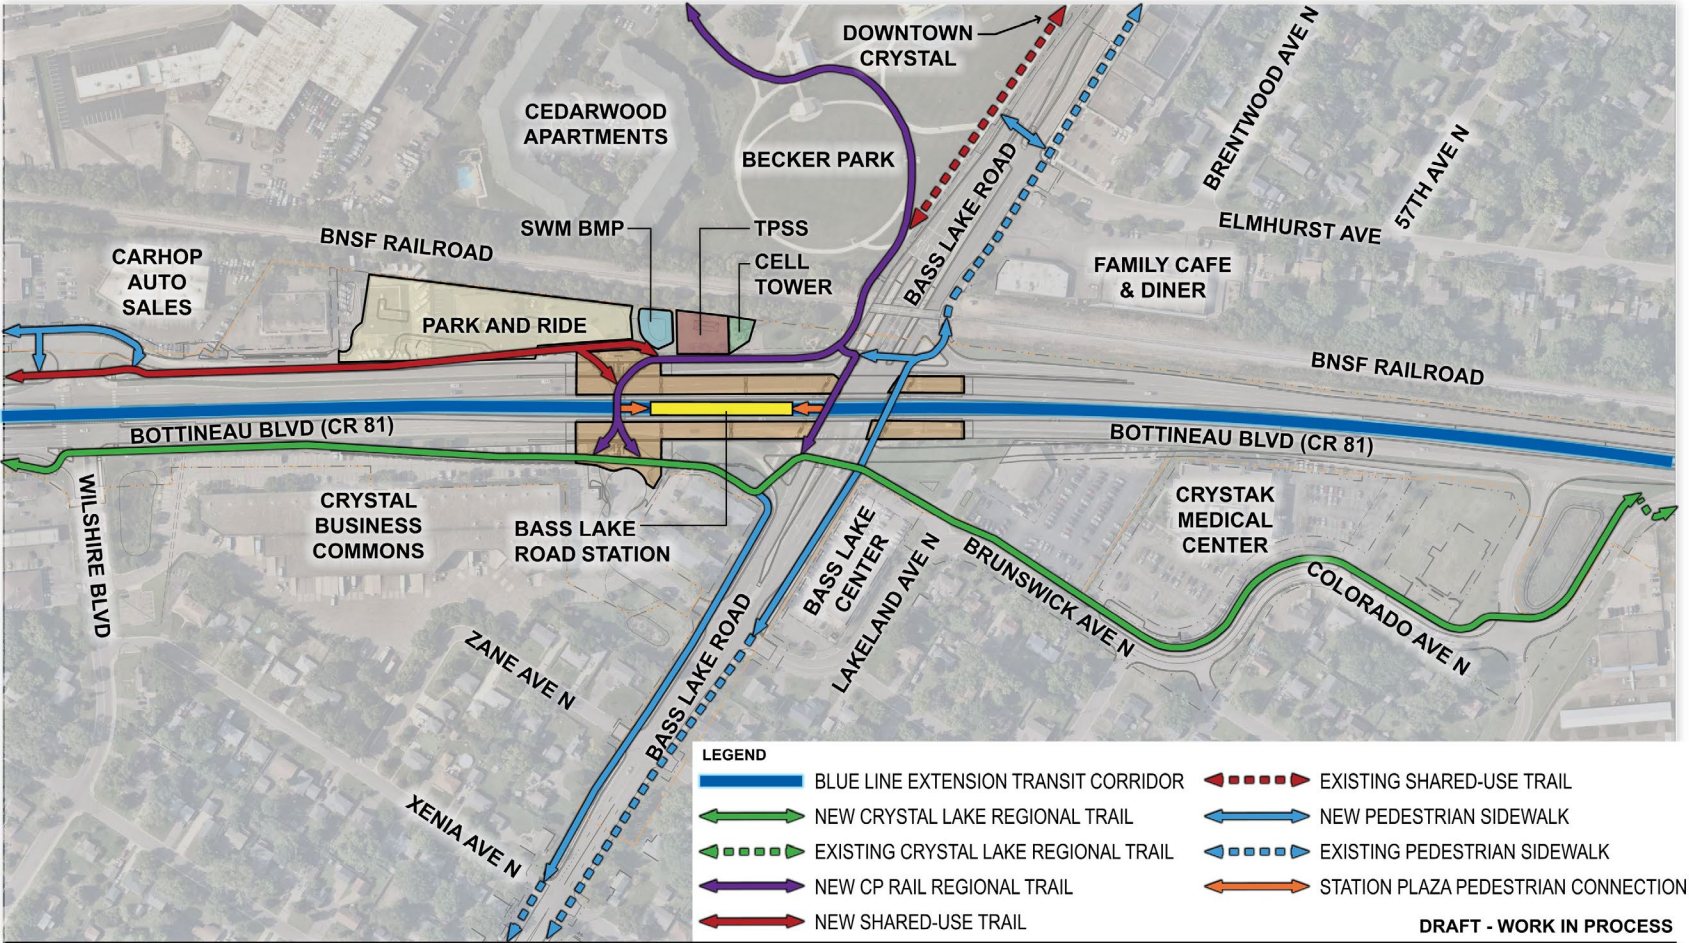 DOWNTOWN
CRYSTAL
BRENTWOOD AVE N
CEDARWOOD
APARTMENTS
BECKER PARK
57TH AVE N
BASS LAKE ROAD
ELMHURST AVE
SWM BMP
TPSS
BNSF RAILROAD
CARHOP
AUTO
SALES
CELL
TOWER
FAMILY CAFE
& DINER
PARK AND RIDE
BNSF RAILROAD
BOTTINEAU BLVD (CR 81)
BOTTINEAU BLVD (CR 81)
WILSHIRE BLVD
CRYSTAL
BUSINESS
COMMONS
BASS LAKE
ROAD STATION
BASS LAKE
CENTER
LAKELAND AVE N
CRYSTAK
MEDICAL
CENTER
BRUNSWICK AVE N
COLORADO AVE N
ZANE AVE N
BASS LAKE ROAD
XENIA AVE N
LEGEND
BLUE LINE EXTENSION TRANSIT CORRIDOR
NEW CRYSTAL LAKE REGIONAL TRAIL
EXISTING CRYSTAL LAKE REGIONAL TRAIL
NEW CP RAIL REGIONAL TRAIL
NEW SHARED-USE TRAIL
EXISTING SHARED-USE TRAIL
NEW PEDESTRIAN SIDEWALK
EXISTING PEDESTRIAN SIDEWALK
STATION PLAZA PEDESTRIAN CONNECTION
DRAFT - WORK IN PROCESS